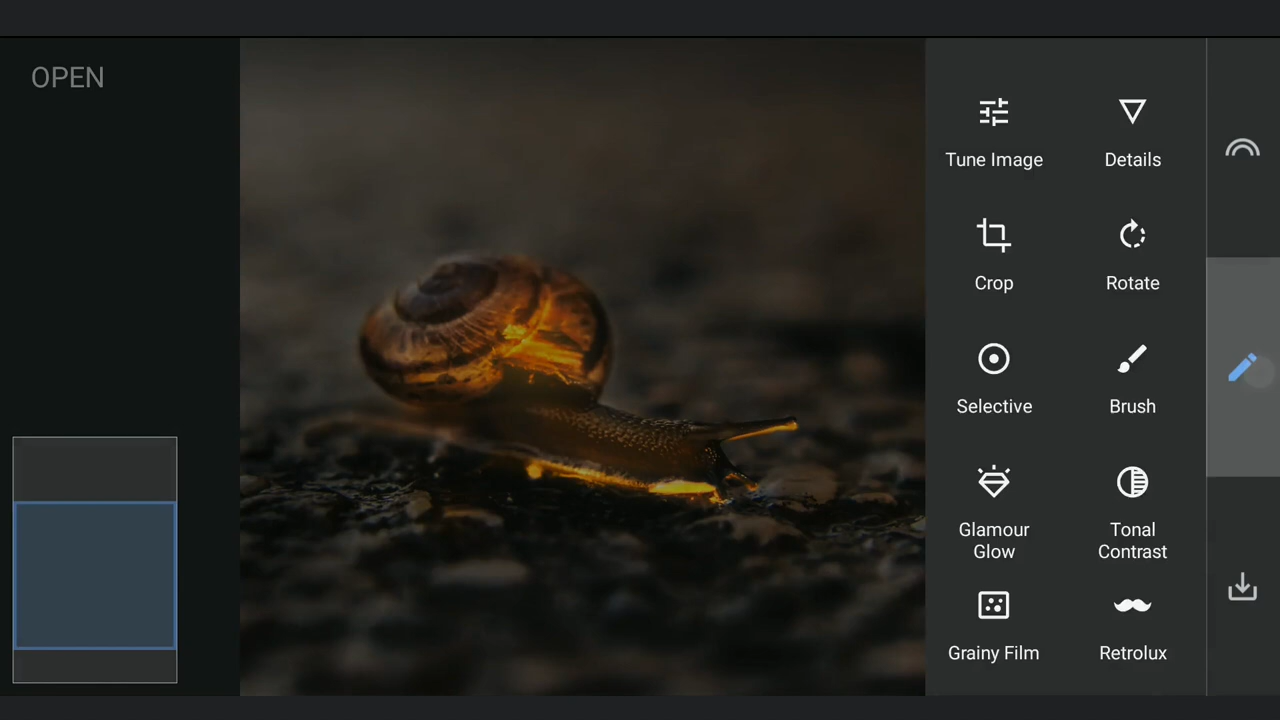 OPEN
Tune Image
Details
Crop
Rotate
Selective
Brush
Glamour
Glow
Tonal
Contrast
Grainy Film
Retrolux